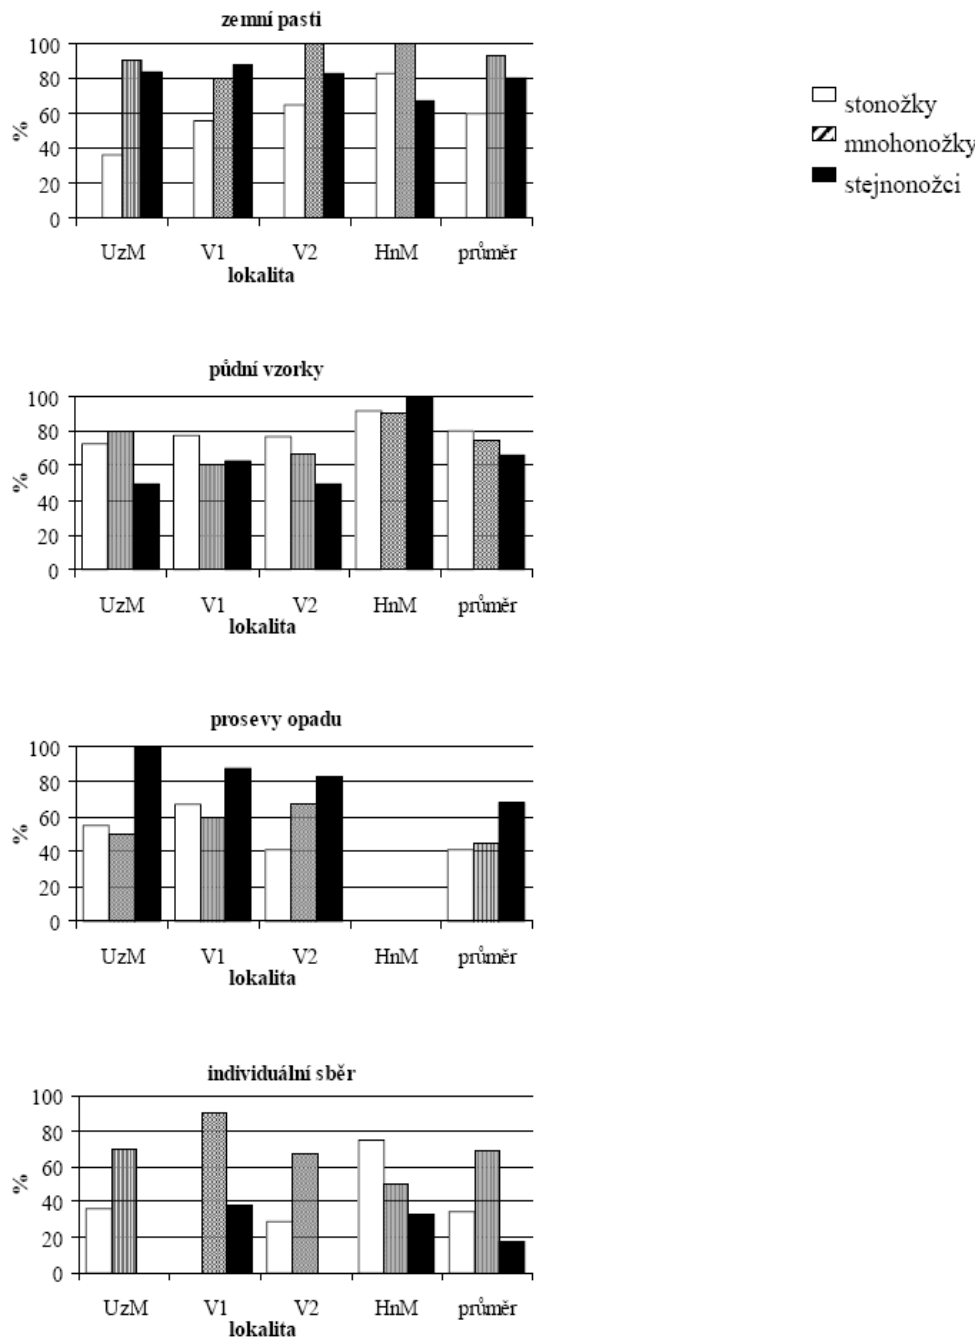 zemní pasti
100
80
60
40
20
0
%
UzM V1 V2 HnM průměr
lokalita
stonožky
mnohonožky
stejnonožci
půdní vzorky
100
80
60
40
20
0
%
UzM V1 V2 HnM průměr
lokalita
prosevy opadu
100
80
60
40
20
0
%
UzM V1 V2 HnM průměr
lokalita
individuální sběr
100
80
60
40
20
0
%
UzM V1 V2 HnM průměr
lokalita